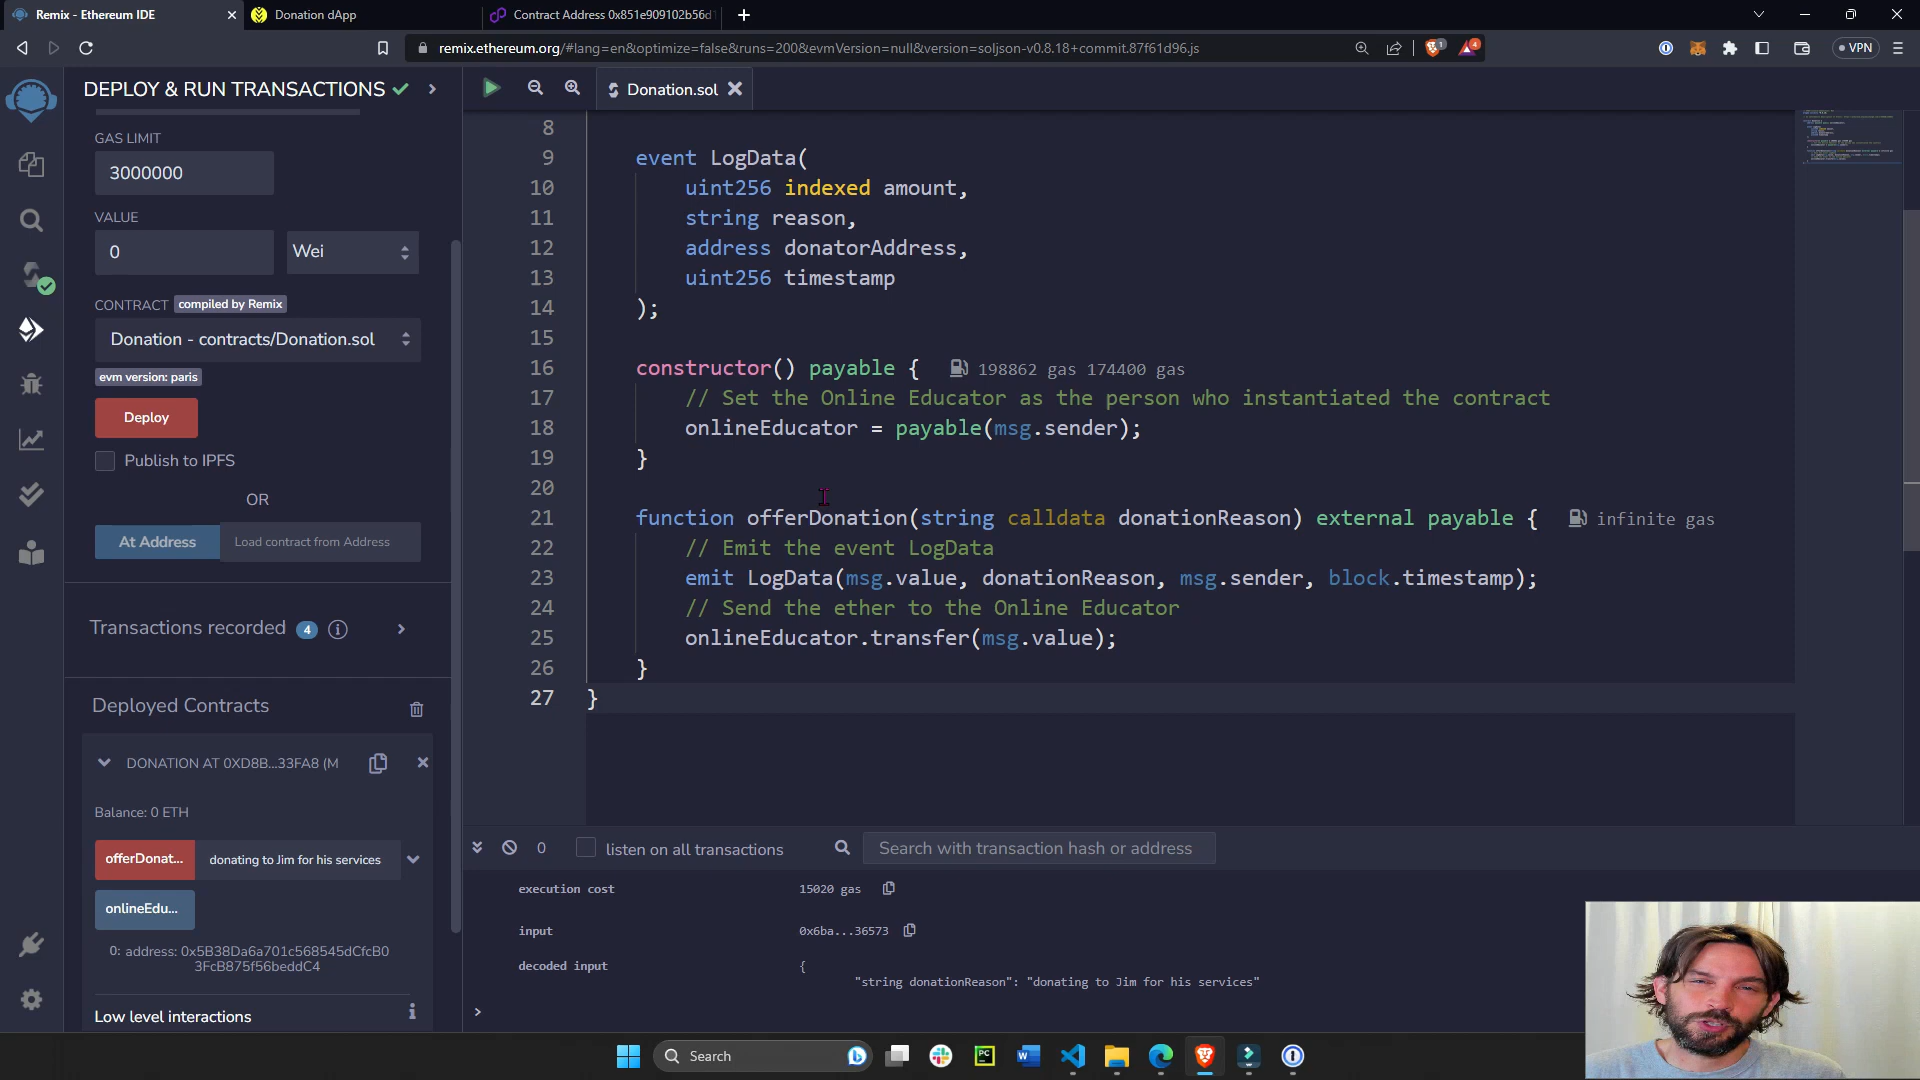 Remix - Ethereum IDE
Donation dApp
Contract Address 0x851e909102b56d1
remix.ethereum.org/#lang=en&optimize=false&runs=200&evmVersion=null&version=soljson-v0.8.18+commit.87f61d96.js
1
4
VPN
DEPLOY & RUN TRANSACTIONS
GAS LIMIT
3000000
VALUE
0
Wei
CONTRACT compiled by Remix
Donation - contracts/Donation.sol
evm version: paris
Deploy
Publish to IPFS
OR
At Address
Load contract from Address
Transactions recorded 4
Deployed Contracts
DONATION AT 0XD8B...33FA8 (M
Balance: 0 ETH
offerDonat...
donating to Jim for his services
onlineEdu...
0: address: 0x5B38Da6a701c568545dCfcB0
3FcB875f56beddC4
Low level interactions
Donation.sol
8
9 event LogData(
10 uint256 indexed amount,
11 string reason,
12 address donatorAddress,
13 uint256 timestamp
14 );
15
16 constructor() payable { 198862 gas 174400 gas
17 // Set the Online Educator as the person who instantiated the contract
18 onlineEducator = payable(msg.sender);
19 }
20
21 function offerDonation(string calldata donationReason) external payable { infinite gas
22 // Emit the event LogData
23 emit LogData(msg.value, donationReason, msg.sender, block.timestamp);
24 // Send the ether to the Online Educator
25 onlineEducator.transfer(msg.value);
26 }
27 }
0
listen on all transactions
Search with transaction hash or address
execution cost 15020 gas
input 0x6ba...36573
decoded input {
"string donationReason": "donating to Jim for his services"
>
Search